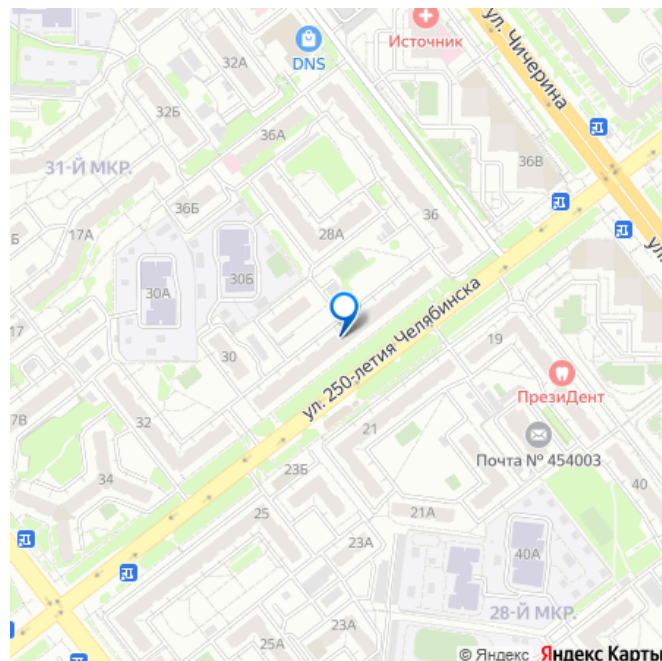 ул. Чичерина
Источник
32А
DNS
32Б
36А
36В
31-Й МКР.
36Б
36
17А
28А
Б
30Б
30А
ул.
17
ул. 250-летия Челябинска
19
30
ПрезиДент
7В
32
21
Почта № 454003
34
23Б
40
25
21А
23А
40А
28-Й МКР.
23А
25А
© Яндекс Яндекс Карты